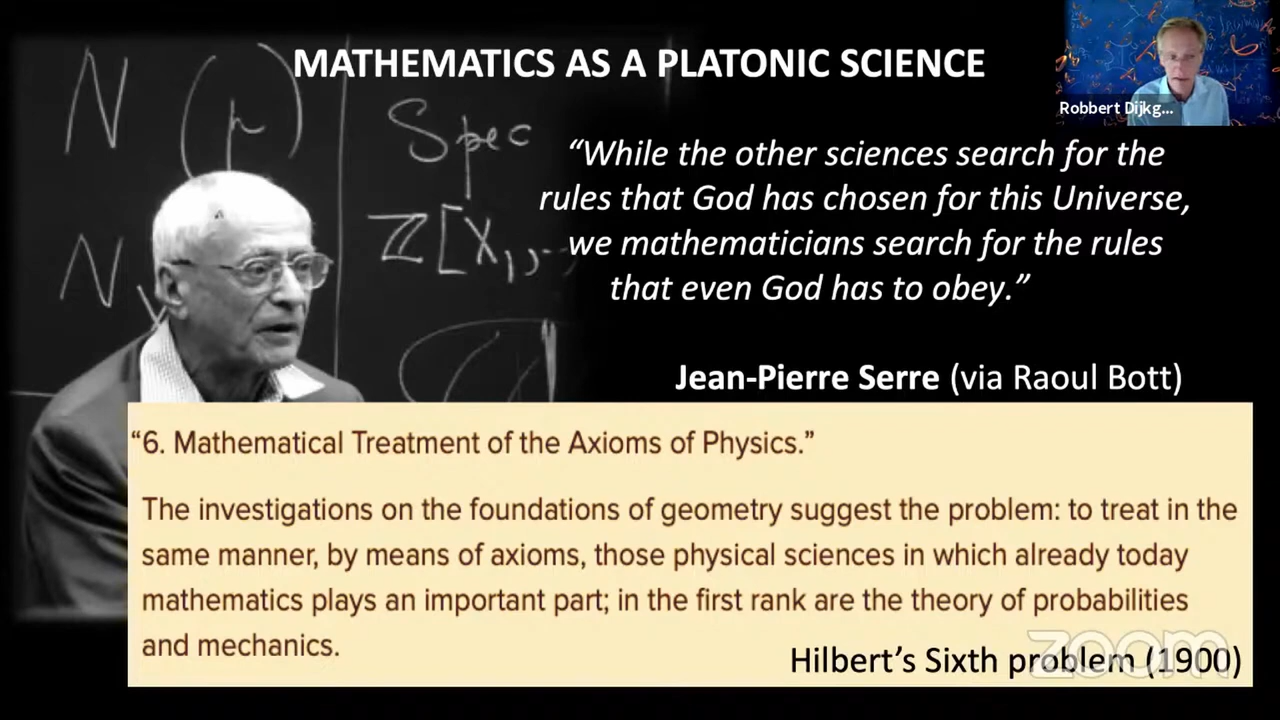 MATHEMATICS AS A PLATONIC SCIENCE
Robbert Dijkg...
“While the other sciences search for the
rules that God has chosen for this Universe,
we mathematicians search for the rules
that even God has to obey.”
Jean-Pierre Serre (via Raoul Bott)
“6. Mathematical Treatment of the Axioms of Physics.”
The investigations on the foundations of geometry suggest the problem: to treat in the
same manner, by means of axioms, those physical sciences in which already today
mathematics plays an important part; in the first rank are the theory of probabilities
and mechanics.
Hilbert’s Sixth problem (1900)
zoom
N (p)
Spec
Z[X₁,..
N